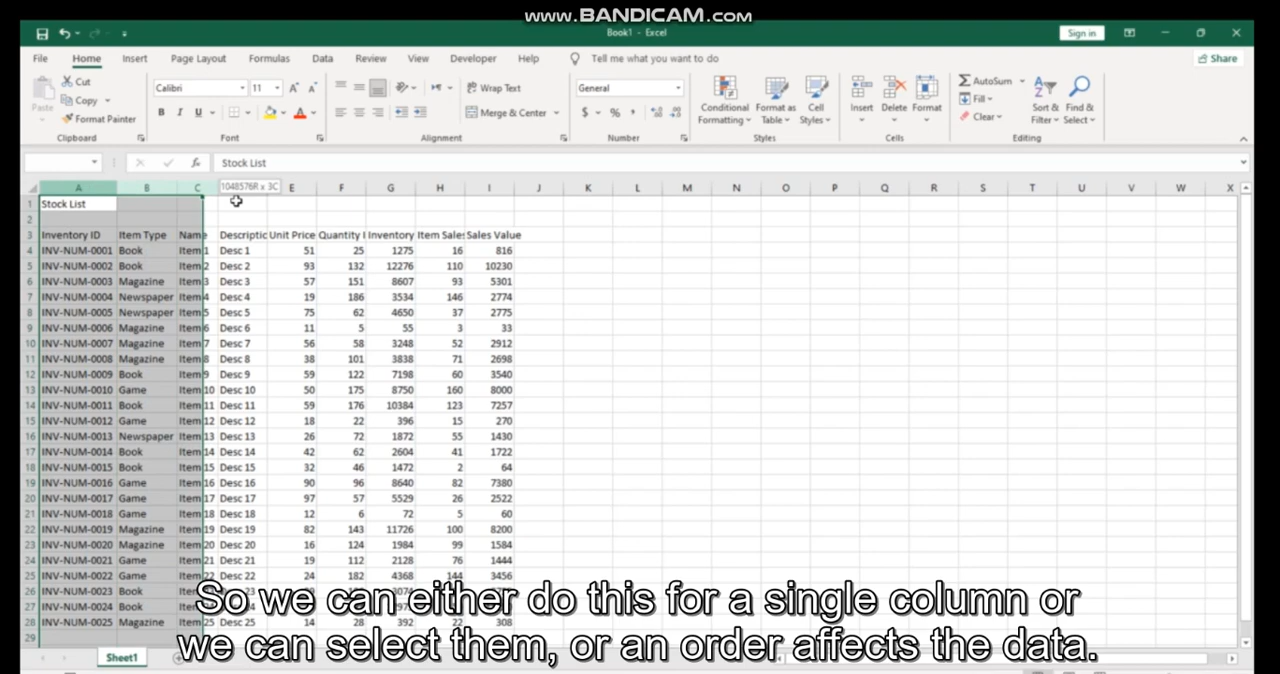 www.BANDICAM.com
Book1 - Excel
Sign in
File Home Insert Page Layout Formulas Data Review View Developer Help Tell me what you want to do Share
Paste Cut Copy Format Painter
Calibri 11
B I U
Wrap Text
Merge & Center
General
$ % ,
Conditional Formatting Format as Table Cell Styles
Insert Delete Format
AutoSum
Fill
Clear
Sort & Filter Find & Select
Clipboard Font Alignment Number Styles Cells Editing
fx Stock List
A B C 1048576R x 3C E F G H I J K L M N O P Q R S T U V W X
1 Stock List
2
3 Inventory ID Item Type Name Descriptio Unit Price Quantity I Inventory Item Sales Sales Value
4 INV-NUM-0001 Book Item 1 Desc 1 51 25 1275 16 816
5 INV-NUM-0002 Book Item 2 Desc 2 93 132 12276 110 10230
6 INV-NUM-0003 Magazine Item 3 Desc 3 57 151 8607 93 5301
7 INV-NUM-0004 Newspaper Item 4 Desc 4 19 186 3534 146 2774
8 INV-NUM-0005 Newspaper Item 5 Desc 5 75 62 4650 37 2775
9 INV-NUM-0006 Magazine Item 6 Desc 6 11 5 55 3 33
10 INV-NUM-0007 Magazine Item 7 Desc 7 56 58 3248 52 2912
11 INV-NUM-0008 Magazine Item 8 Desc 8 38 101 3838 71 2698
12 INV-NUM-0009 Book Item 9 Desc 9 59 122 7198 60 3540
13 INV-NUM-0010 Game Item 10 Desc 10 50 175 8750 160 8000
14 INV-NUM-0011 Book Item 11 Desc 11 59 176 10384 123 7257
15 INV-NUM-0012 Game Item 12 Desc 12 18 22 396 15 270
16 INV-NUM-0013 Newspaper Item 13 Desc 13 26 72 1872 55 1430
17 INV-NUM-0014 Book Item 14 Desc 14 42 62 2604 41 1722
18 INV-NUM-0015 Book Item 15 Desc 15 32 46 1472 2 64
19 INV-NUM-0016 Game Item 16 Desc 16 90 96 8640 82 7380
20 INV-NUM-0017 Game Item 17 Desc 17 97 57 5529 26 2522
21 INV-NUM-0018 Game Item 18 Desc 18 12 6 72 5 60
22 INV-NUM-0019 Magazine Item 19 Desc 19 82 143 11726 100 8200
23 INV-NUM-0020 Magazine Item 20 Desc 20 16 124 1984 99 1584
24 INV-NUM-0021 Game Item 21 Desc 21 19 112 2128 76 1444
25 INV-NUM-0022 Game Item 22 Desc 22 24 182 4368 144 3456
26 INV-NUM-0023 Book
27 INV-NUM-0024 Book
28 INV-NUM-0025 Magazine Item 25 Desc 25 14 28 392 22 308
29
So we can either do this for a single column or
we can select them, or an order affects the data.
Sheet1